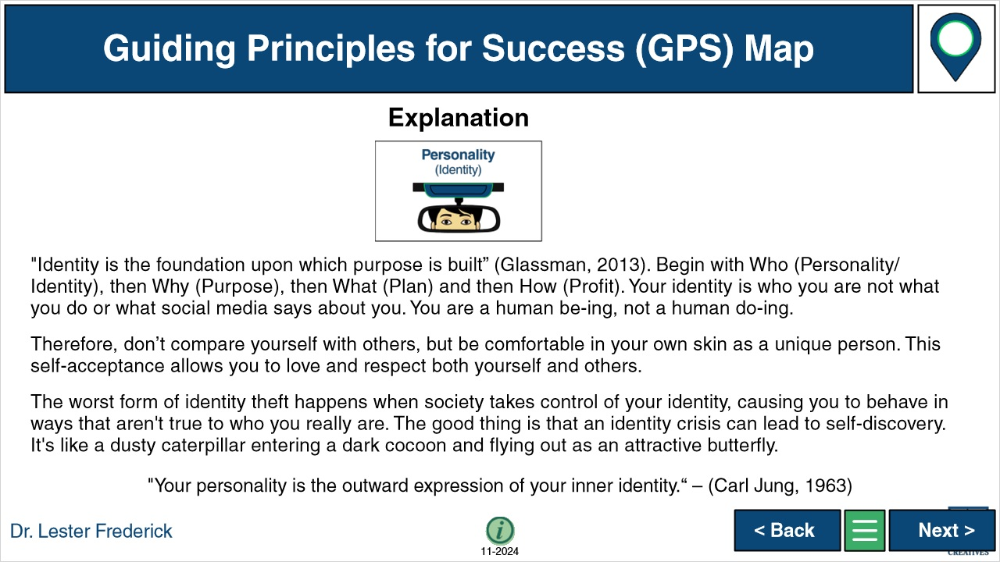 Guiding Principles for Success (GPS) Map
Explanation
Personality
(Identity)
"Identity is the foundation upon which purpose is built” (Glassman, 2013). Begin with Who (Personality/
Identity), then Why (Purpose), then What (Plan) and then How (Profit). Your identity is who you are not what
you do or what social media says about you. You are a human be-ing, not a human do-ing.
Therefore, don’t compare yourself with others, but be comfortable in your own skin as a unique person. This
self-acceptance allows you to love and respect both yourself and others.
The worst form of identity theft happens when society takes control of your identity, causing you to behave in
ways that aren't true to who you really are. The good thing is that an identity crisis can lead to self-discovery.
It's like a dusty caterpillar entering a dark cocoon and flying out as an attractive butterfly.
"Your personality is the outward expression of your inner identity.“ – (Carl Jung, 1963)
Dr. Lester Frederick
i
11-2024
< Back
Next >
CREATIVES